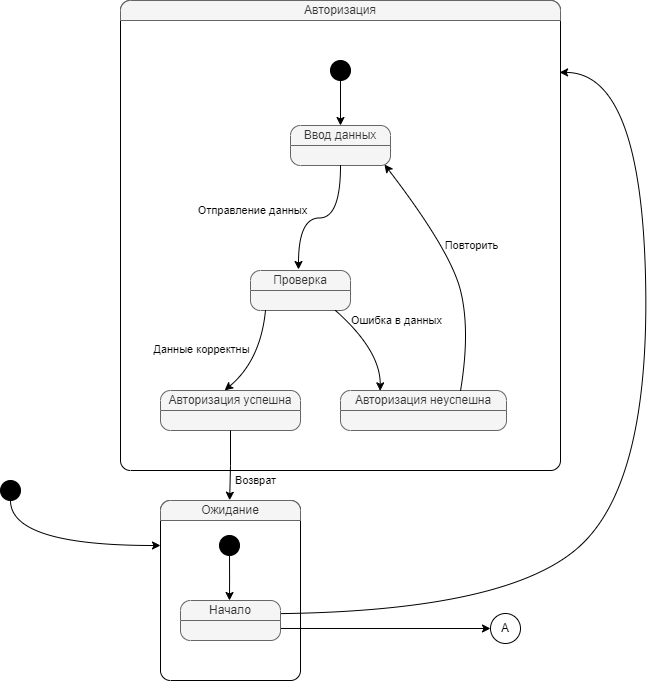 Авторизация
Ввод данных
Отправление данных
Повторить
Проверка
Ошибка в данных
Данные корректны
Авторизация успешна
Авторизация неуспешна
Возврат
Ожидание
Начало
А